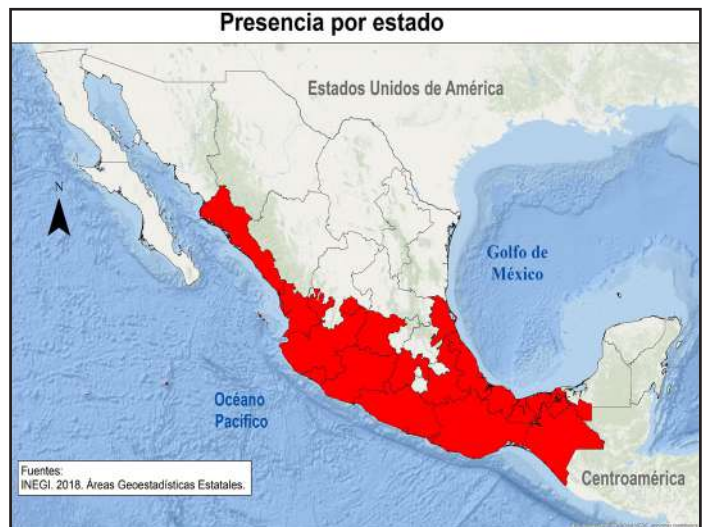 Presencia por estado
Estados Unidos de América
N
Golfo de
México
Océano
Pacífico
Centroamérica
Fuentes:
INEGI. 2018. Áreas Geoestadísticas Estatales.